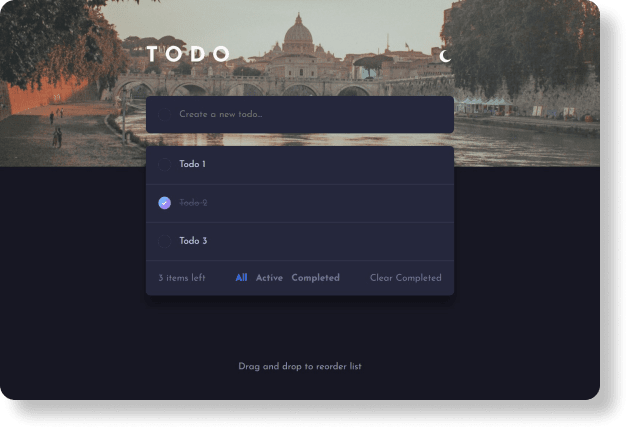 TODO
Create a new todo...
Todo 1
Todo 2
Todo 3
3 items left All Active Completed Clear Completed
Drag and drop to reorder list